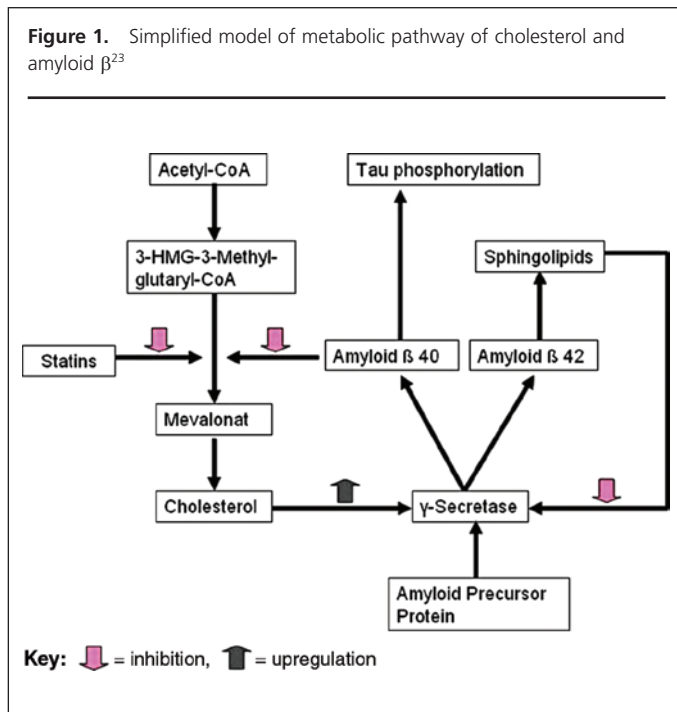 Figure 1. Simplified model of metabolic pathway of cholesterol and
amyloid β²³
Acetyl-CoA
Tau phosphorylation
3-HMG-3-Methyl-
glutaryl-CoA
Sphingolipids
Statins
Amyloid ß 40
Amyloid ß 42
Mevalonat
Cholesterol
γ-Secretase
Amyloid Precursor
Protein
Key: = inhibition, = upregulation